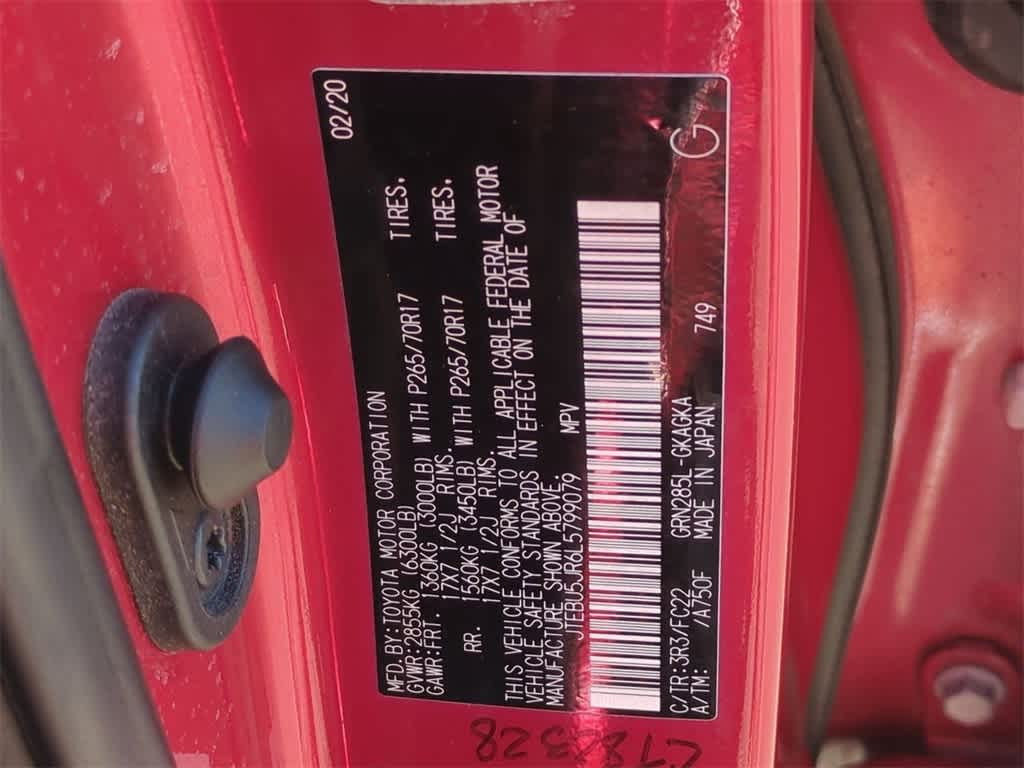 02/20
MFD.BY:TOYOTA MOTOR CORPORATION
GVWR:2855KG (6300LB)
GAWR:FRT. 1360KG (3000LB) WITH P265/70R17 TIRES,
17X7 1/2J RIMS.
RR. 1560KG (3450LB) WITH P265/70R17 TIRES,
17X7 1/2J RIMS.
THIS VEHICLE CONFORMS TO ALL APPLICABLE FEDERAL MOTOR
VEHICLE SAFETY STANDARDS IN EFFECT ON THE DATE OF
MANUFACTURE SHOWN ABOVE.
JTEBU5JR6L5799079 MPV
C/TR:3R3/FC22 GRN285L-GKAGKA 749
A/TM: /A750F MADE IN JAPAN
G